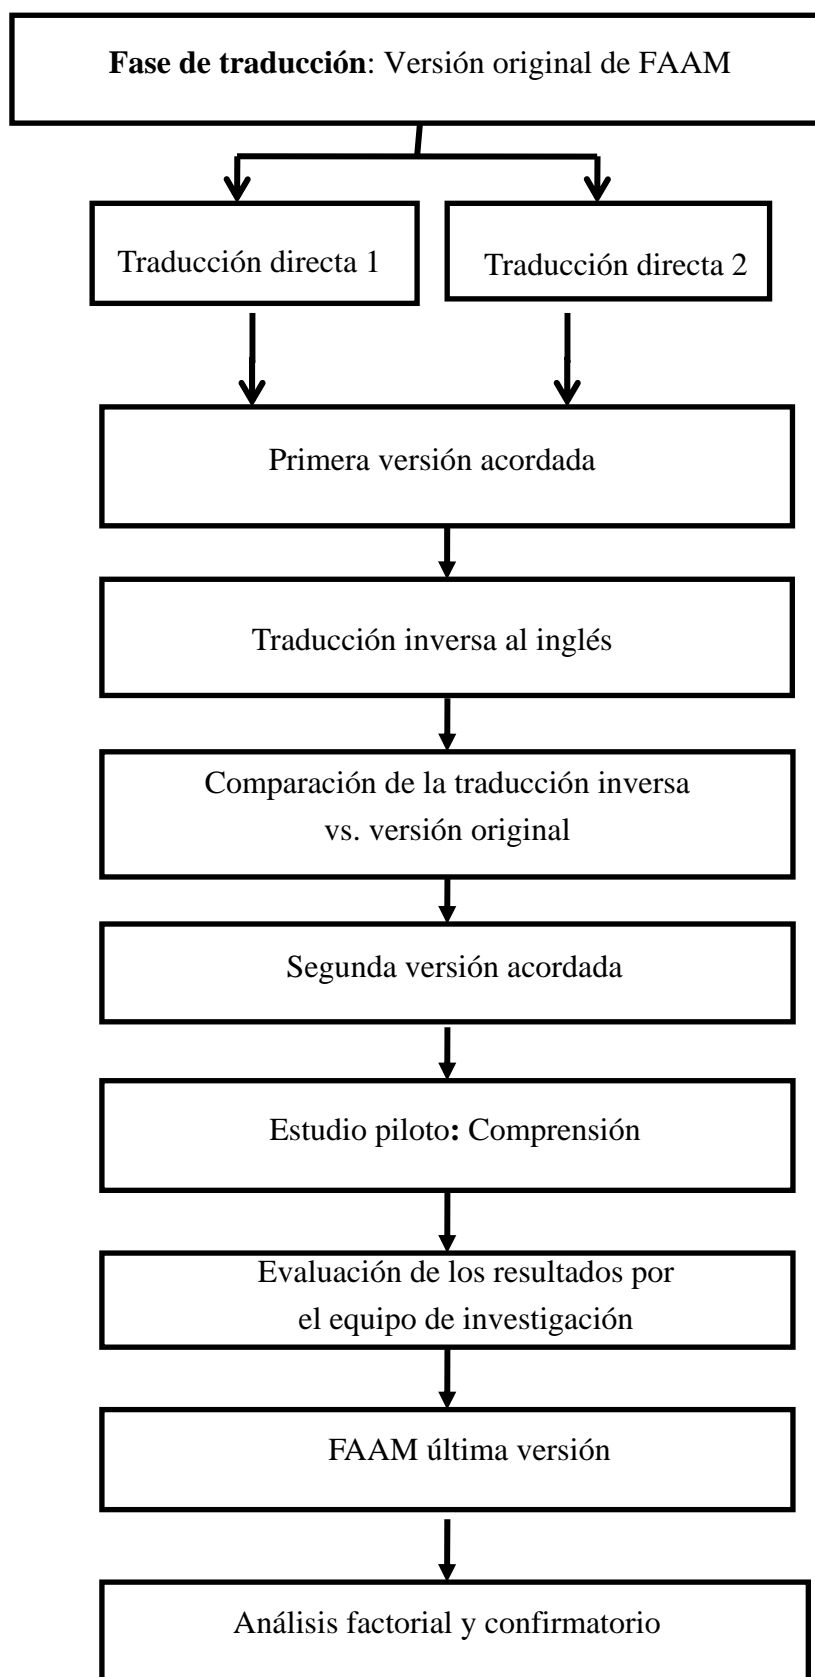 Fase de traducción: Versión original de FAAM
Traducción directa 1
Traducción directa 2
Primera versión acordada
Traducción inversa al inglés
Comparación de la traducción inversa
vs. versión original
Segunda versión acordada
Estudio piloto: Comprensión
Evaluación de los resultados por
el equipo de investigación
FAAM última versión
Análisis factorial y confirmatorio